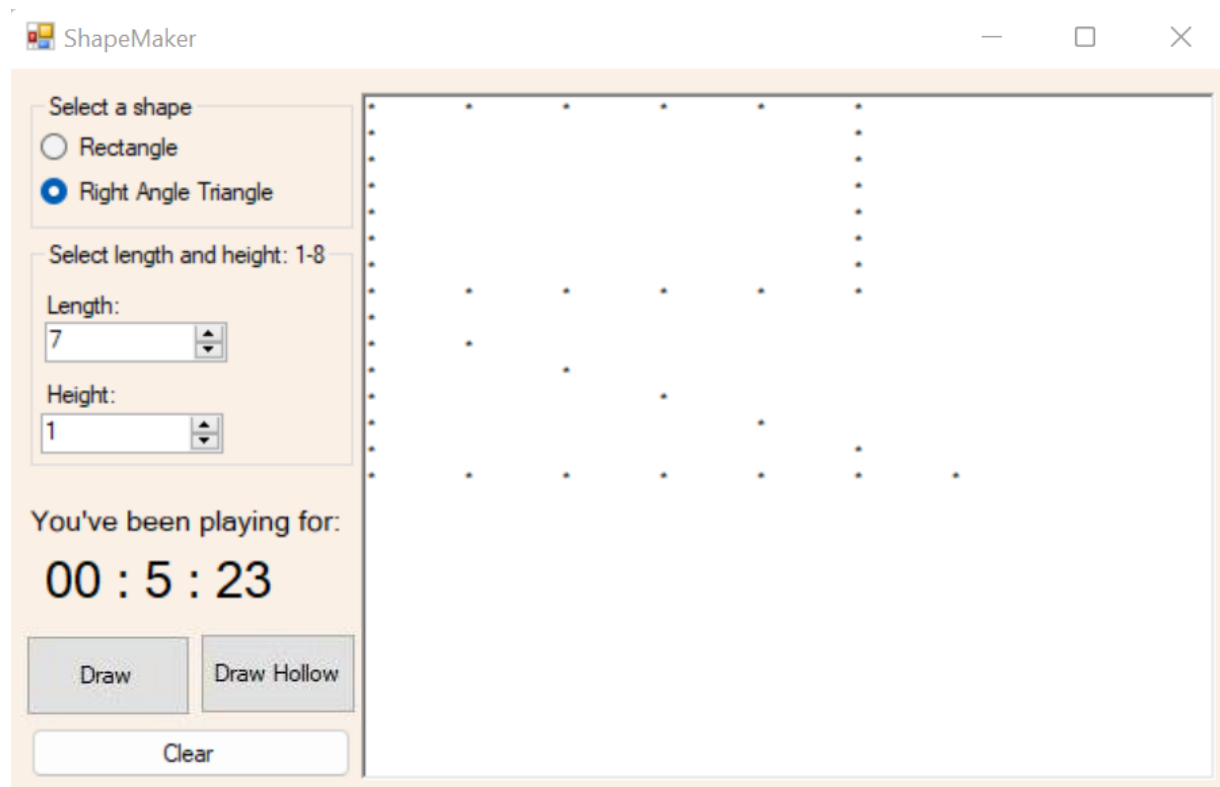 ShapeMaker
Select a shape
Rectangle
Right Angle Triangle
Select length and height: 1-8
Length:
7
Height:
1
You've been playing for:
00 : 5 : 23
Draw
Draw Hollow
Clear
* * * * * *
* *
* *
* *
* *
* *
* *
* * * * * *
*
* *
* *
* *
* *
* *
* * * * * * *